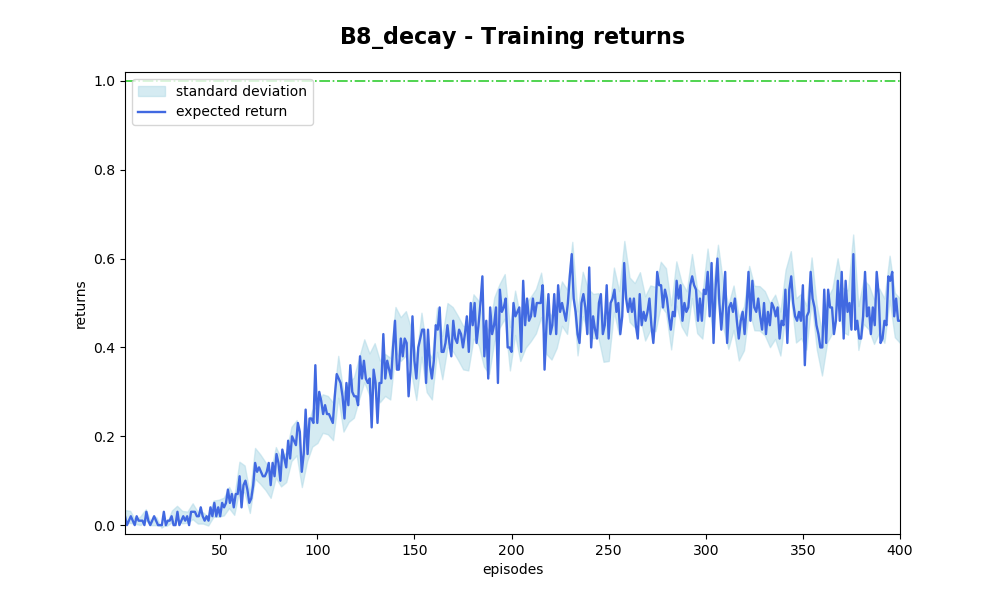 B8_decay - Training returns
1.0
0.8
0.6
0.4
0.2
0.0
returns
standard deviation
expected return
50 100 150 200 250 300 350 400
episodes